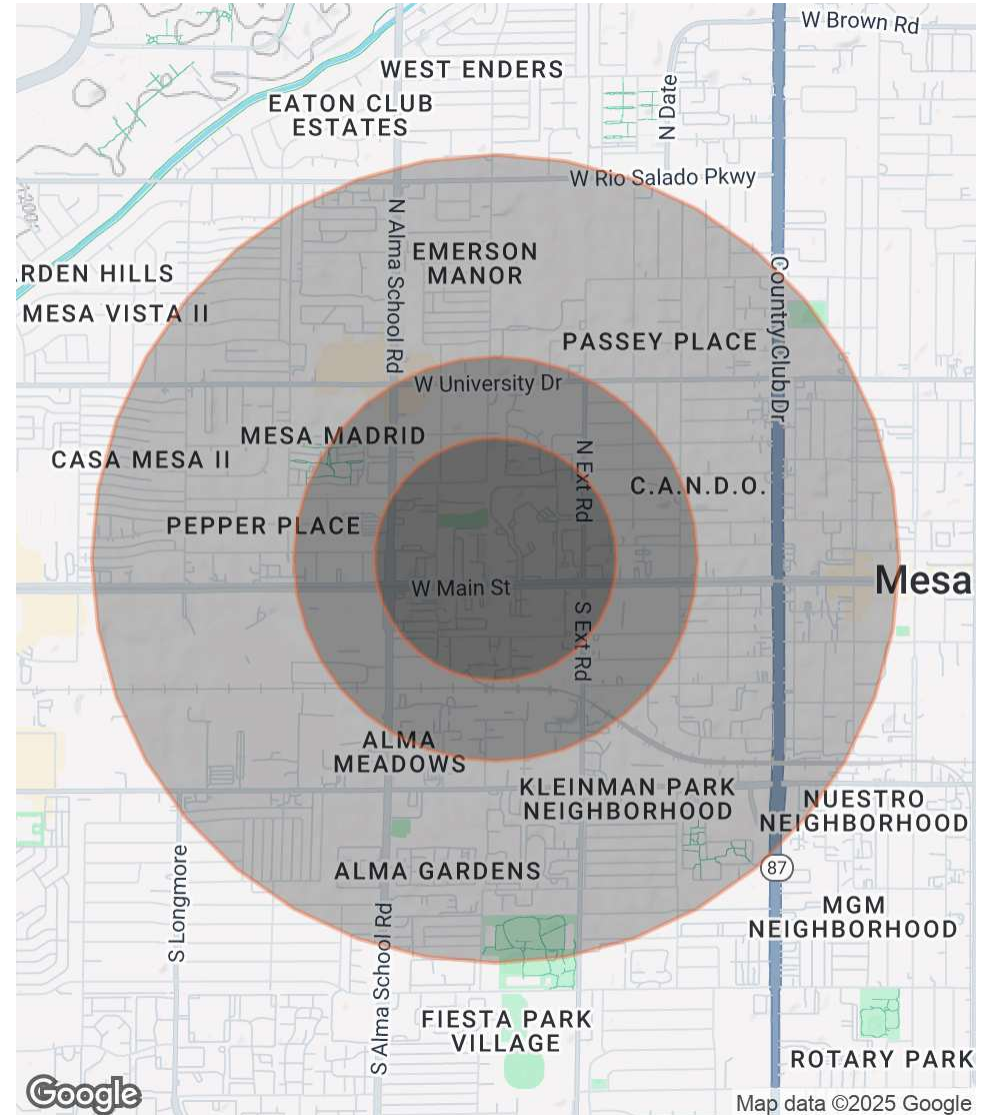 W Brown Rd
WEST ENDERS
EATON CLUB
ESTATES
N Date
W Rio Salado Pkwy
1200'
N Alma School Rd
EMERSON
MANOR
RDEN HILLS
MESA VISTA II
Country Club Dr
PASSEY PLACE
W University Dr
MESA MADRID
CASA MESA II
N Ext Rd
C.A.N.D.O.
PEPPER PLACE
W Main St
Mesa
S Ext Rd
ALMA
MEADOWS
KLEINMAN PARK
NEIGHBORHOOD
NUESTRO
NEIGHBORHOOD
87
ALMA GARDENS
S Longmore
S Alma School Rd
MGM
NEIGHBORHOOD
FIESTA PARK
VILLAGE
ROTARY PARK
Google
Map data ©2025 Google